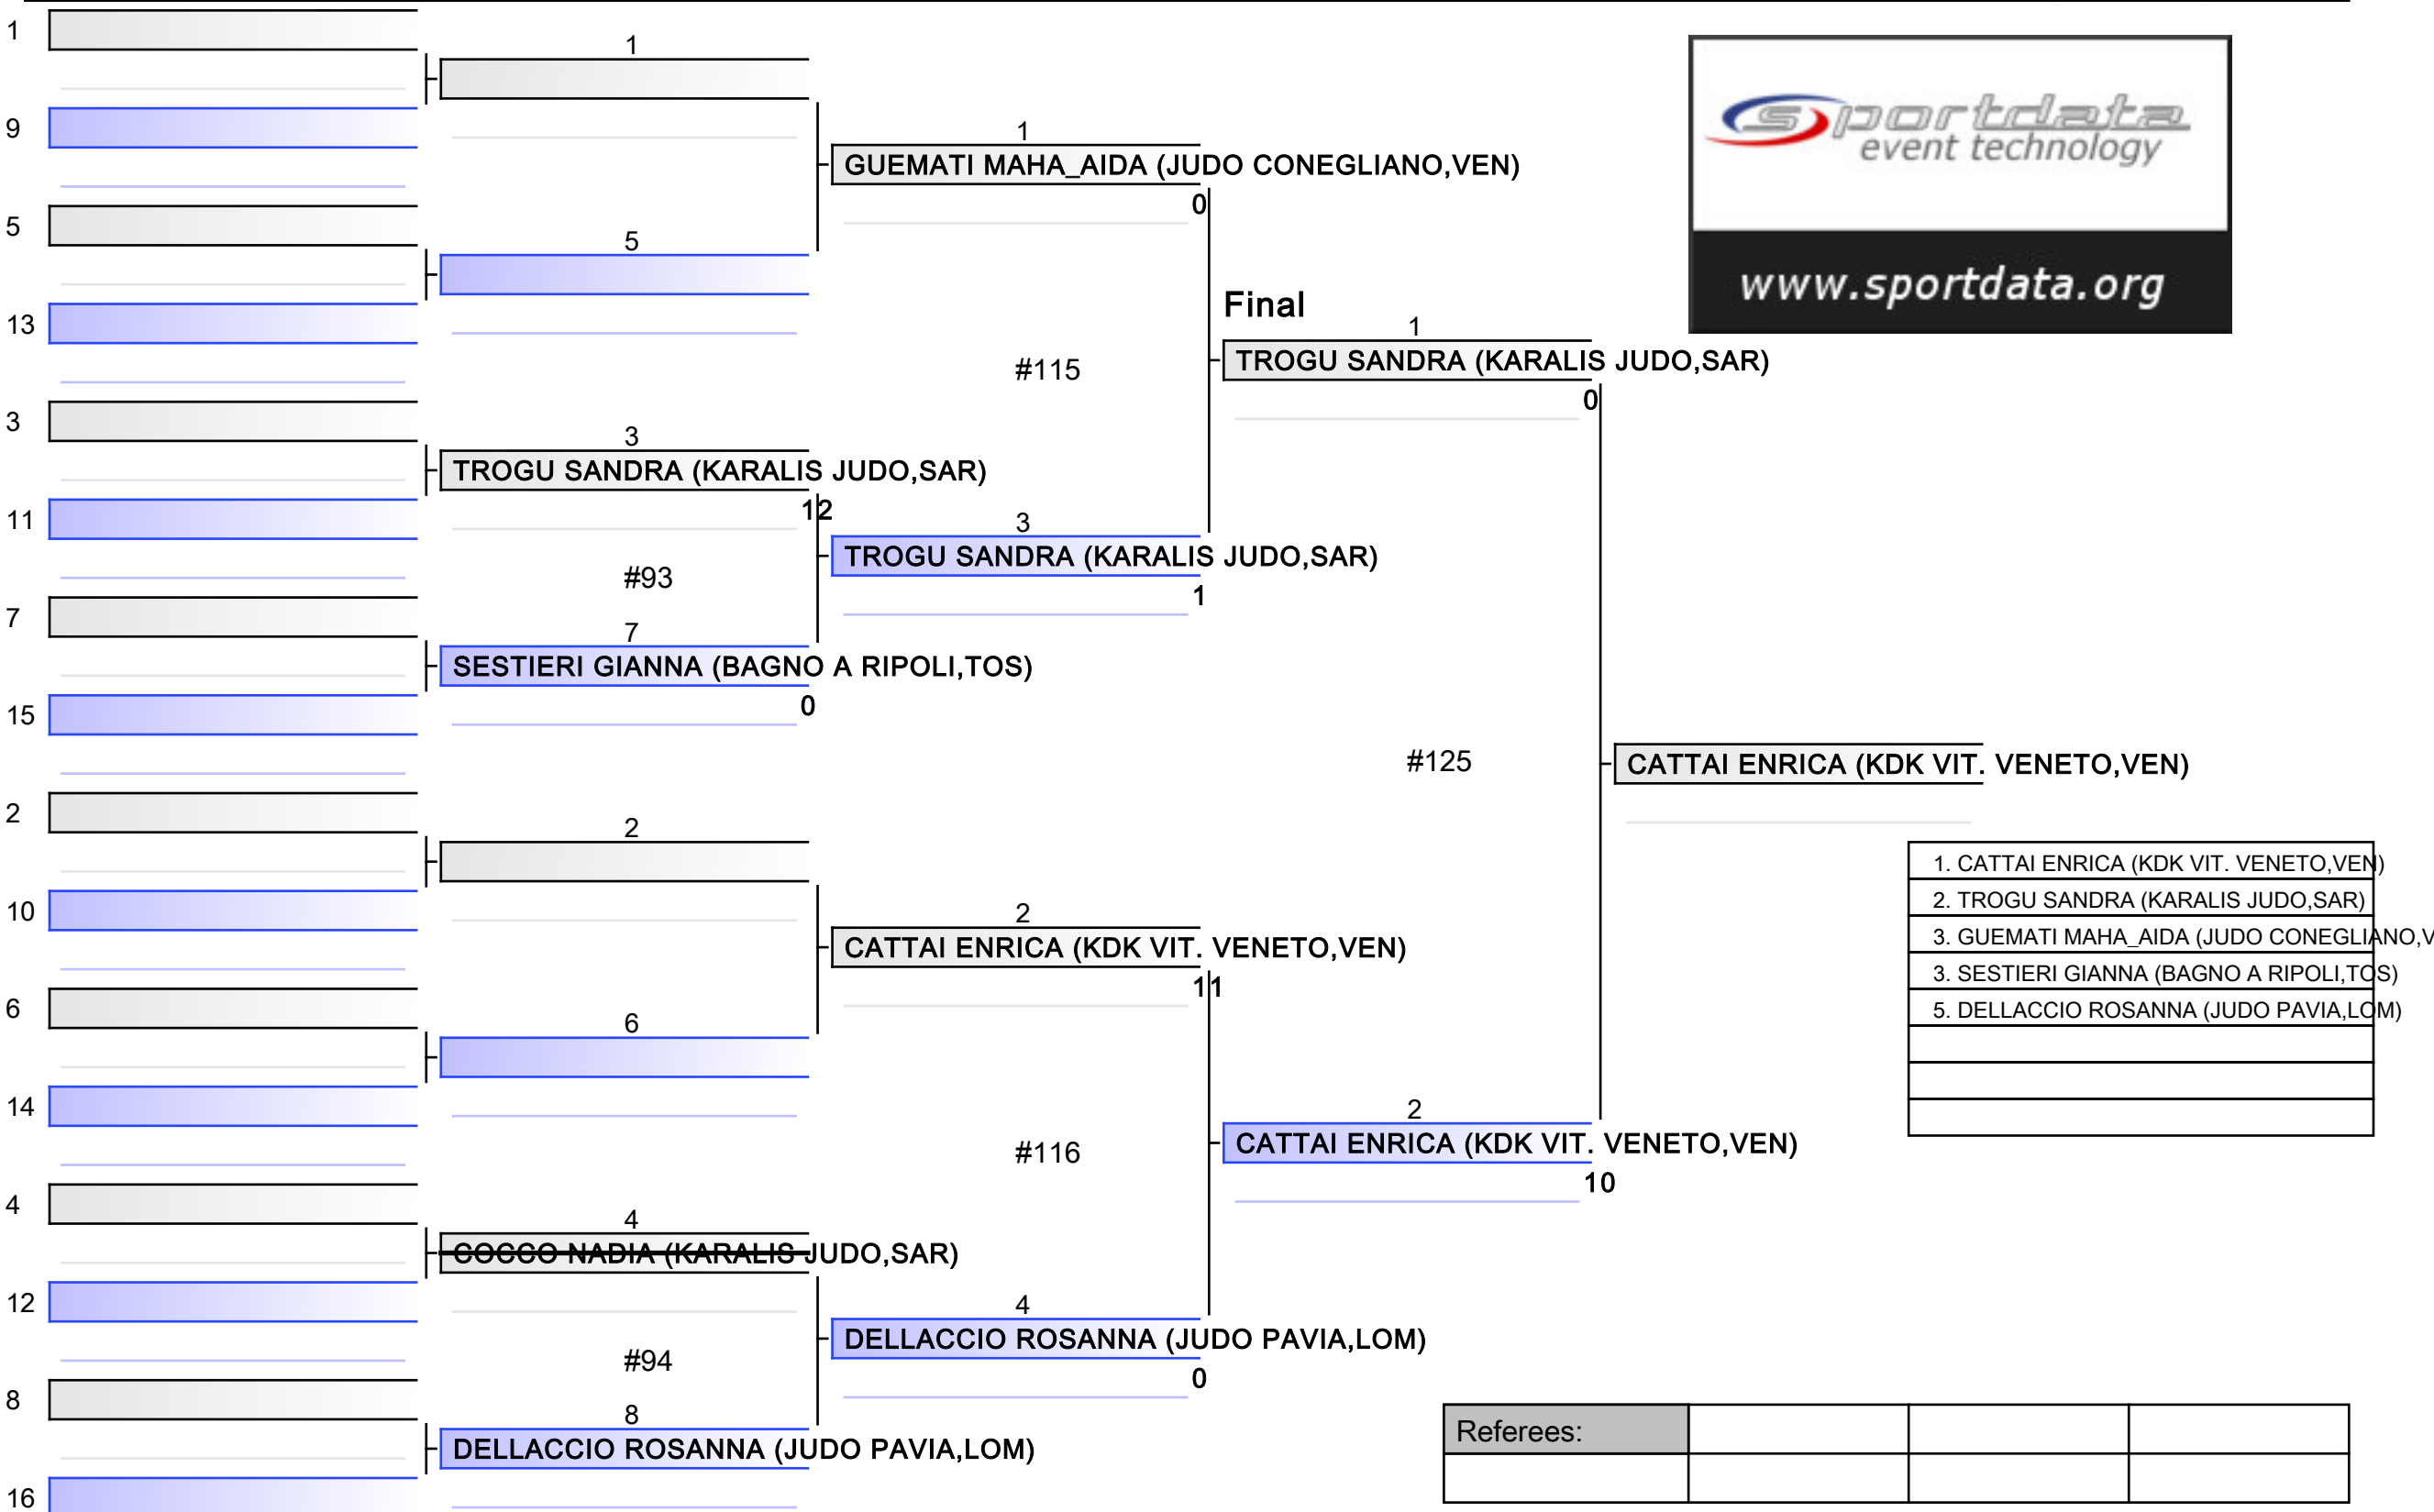 1
9
5
13
3
11
7
15
2
10
6
14
4
12
8
16
1
5
3
TROGU SANDRA (KARALIS JUDO,SAR)
12
#93
7
SESTIERI GIANNA (BAGNO A RIPOLI,TOS)
0
2
6
4
COCCO NADIA (KARALIS JUDO,SAR)
#94
8
DELLACCIO ROSANNA (JUDO PAVIA,LOM)
1
GUEMATI MAHA_AIDA (JUDO CONEGLIANO,VEN)
0
#115
3
TROGU SANDRA (KARALIS JUDO,SAR)
1
2
CATTAI ENRICA (KDK VIT. VENETO,VEN)
11
#116
4
DELLACCIO ROSANNA (JUDO PAVIA,LOM)
0
Final
1
TROGU SANDRA (KARALIS JUDO,SAR)
0
#125
2
CATTAI ENRICA (KDK VIT. VENETO,VEN)
10
CATTAI ENRICA (KDK VIT. VENETO,VEN)
sportdata
event technology
www.sportdata.org
1. CATTAI ENRICA (KDK VIT. VENETO,VEN)
2. TROGU SANDRA (KARALIS JUDO,SAR)
3. GUEMATI MAHA_AIDA (JUDO CONEGLIANO,V
3. SESTIERI GIANNA (BAGNO A RIPOLI,TOS)
5. DELLACCIO ROSANNA (JUDO PAVIA,LOM)
Referees: